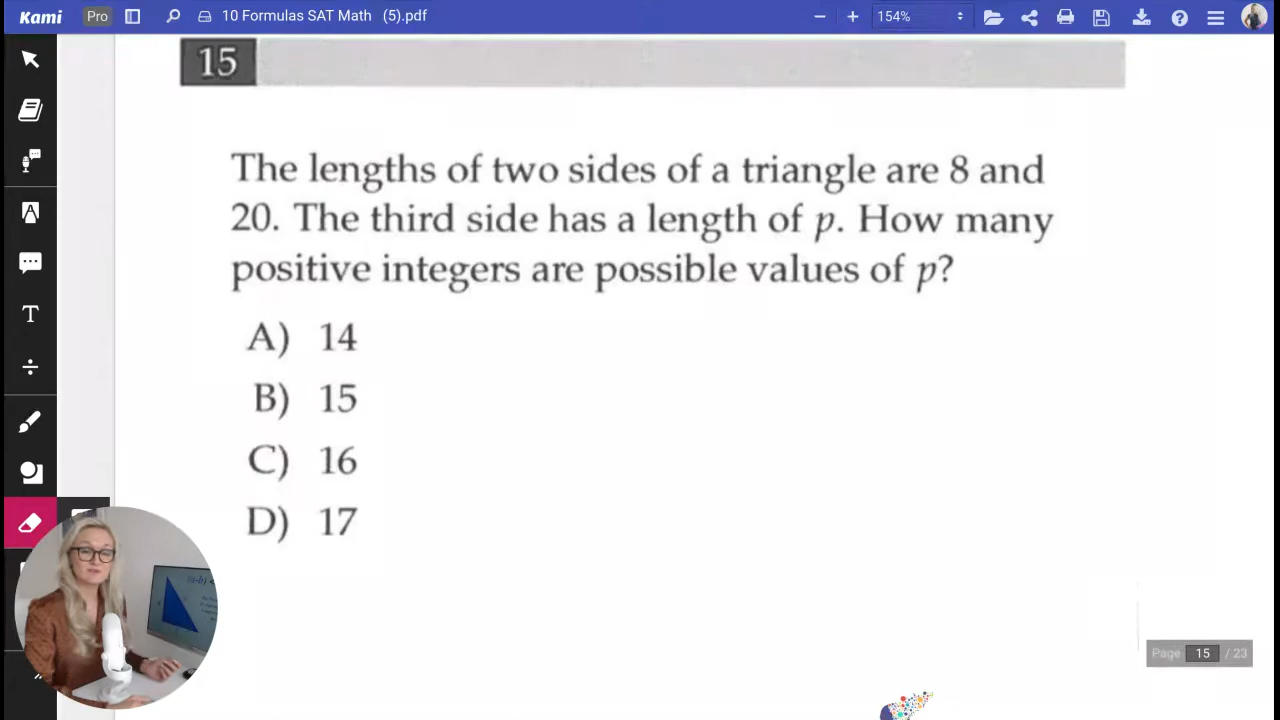 Kami Pro 10 Formulas SAT Math (5).pdf 154%
15
The lengths of two sides of a triangle are 8 and
20. The third side has a length of p. How many
positive integers are possible values of p?
A) 14
B) 15
C) 16
D) 17
Page 15 / 23